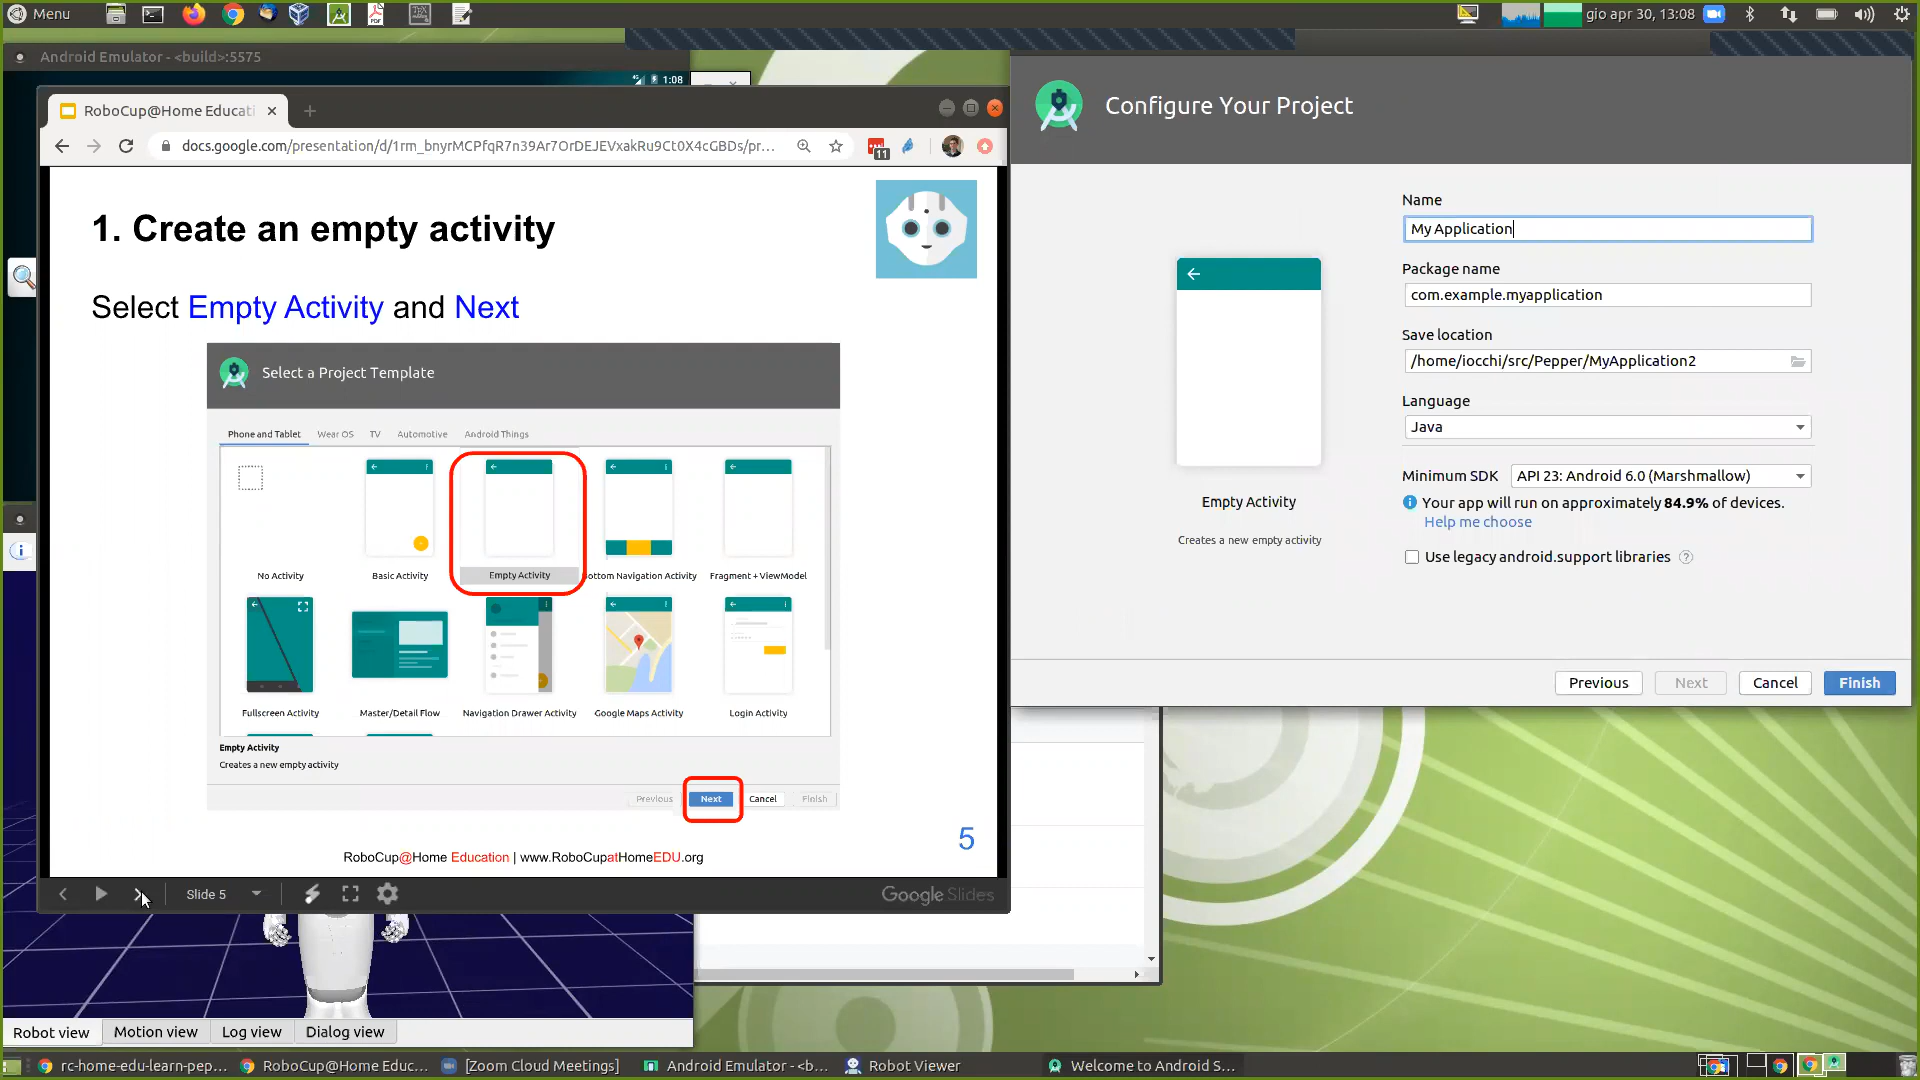 Menu
gio apr 30, 13:08
Android Emulator - <build>:5575
1:08
RoboCup@Home Educati
docs.google.com/presentation/d/1rm_bnyrMCPfqR7n39Ar7OrDEJEVxakRu9Ct0X4cGBDs/pr...
11
1. Create an empty activity
Select Empty Activity and Next
Select a Project Template
Phone and Tablet
Wear OS
TV
Automotive
Android Things
No Activity
Basic Activity
Empty Activity
ottom Navigation Activity
Fragment + ViewModel
Fullscreen Activity
Master/Detail Flow
Navigation Drawer Activity
Google Maps Activity
Login Activity
Empty Activity
Creates a new empty activity
Previous
Next
Cancel
Finish
5
RoboCup@Home Education | www.RoboCupatHomeEDU.org
Slide 5
Google Slides
Configure Your Project
Name
My Application
Package name
com.example.myapplication
Save location
/home/iocchi/src/Pepper/MyApplication2
Language
Java
Minimum SDK
API 23: Android 6.0 (Marshmallow)
Your app will run on approximately 84.9% of devices.
Help me choose
Use legacy android.support libraries
Empty Activity
Creates a new empty activity
Previous
Next
Cancel
Finish
Robot view
Motion view
Log view
Dialog view
rc-home-edu-learn-pep...
RoboCup@Home Educ...
[Zoom Cloud Meetings]
Android Emulator - <b...
Robot Viewer
Welcome to Android S...